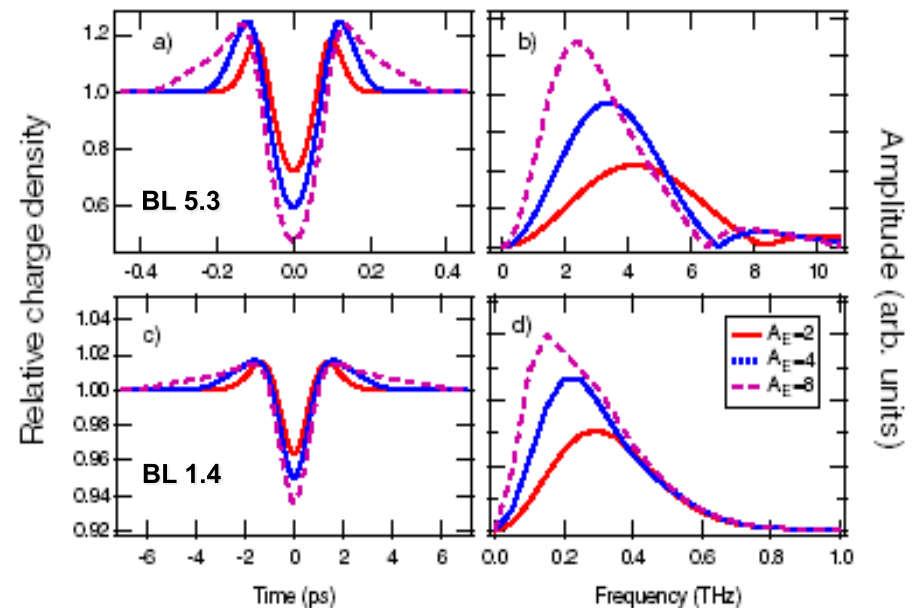 Relative charge density
Amplitude (arb. units)
a)
BL 5.3
1.2
1.0
0.8
0.6
-0.4
-0.2
0.0
0.2
0.4
b)
0
2
4
6
8
10
c)
BL 1.4
1.04
1.02
1.00
0.98
0.96
0.94
0.92
-6
-4
-2
0
2
4
6
Time (ps)
d)
A_E=2
A_E=4
A_E=8
0.0
0.2
0.4
0.6
0.8
1.0
Frequency (THz)